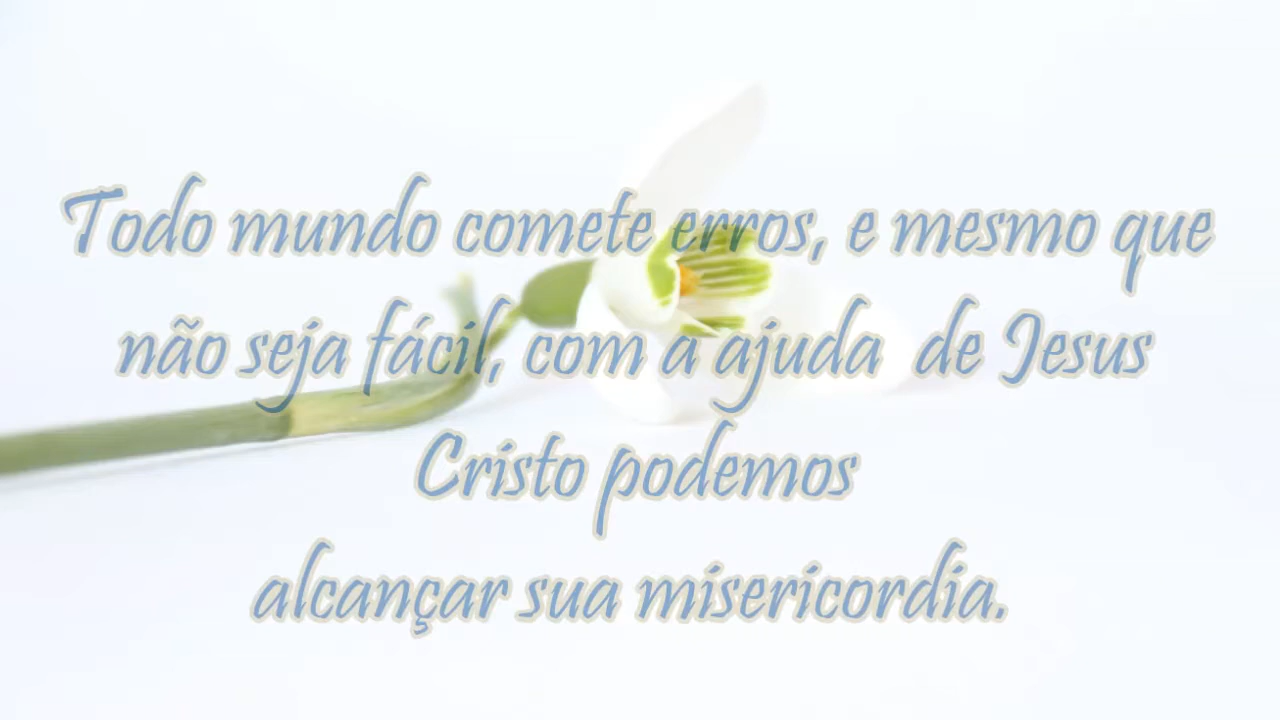 Todo mundo comete erros, e mesmo que
não seja fácil, com a ajuda de Jesus
Cristo podemos
alcançar sua misericordia.